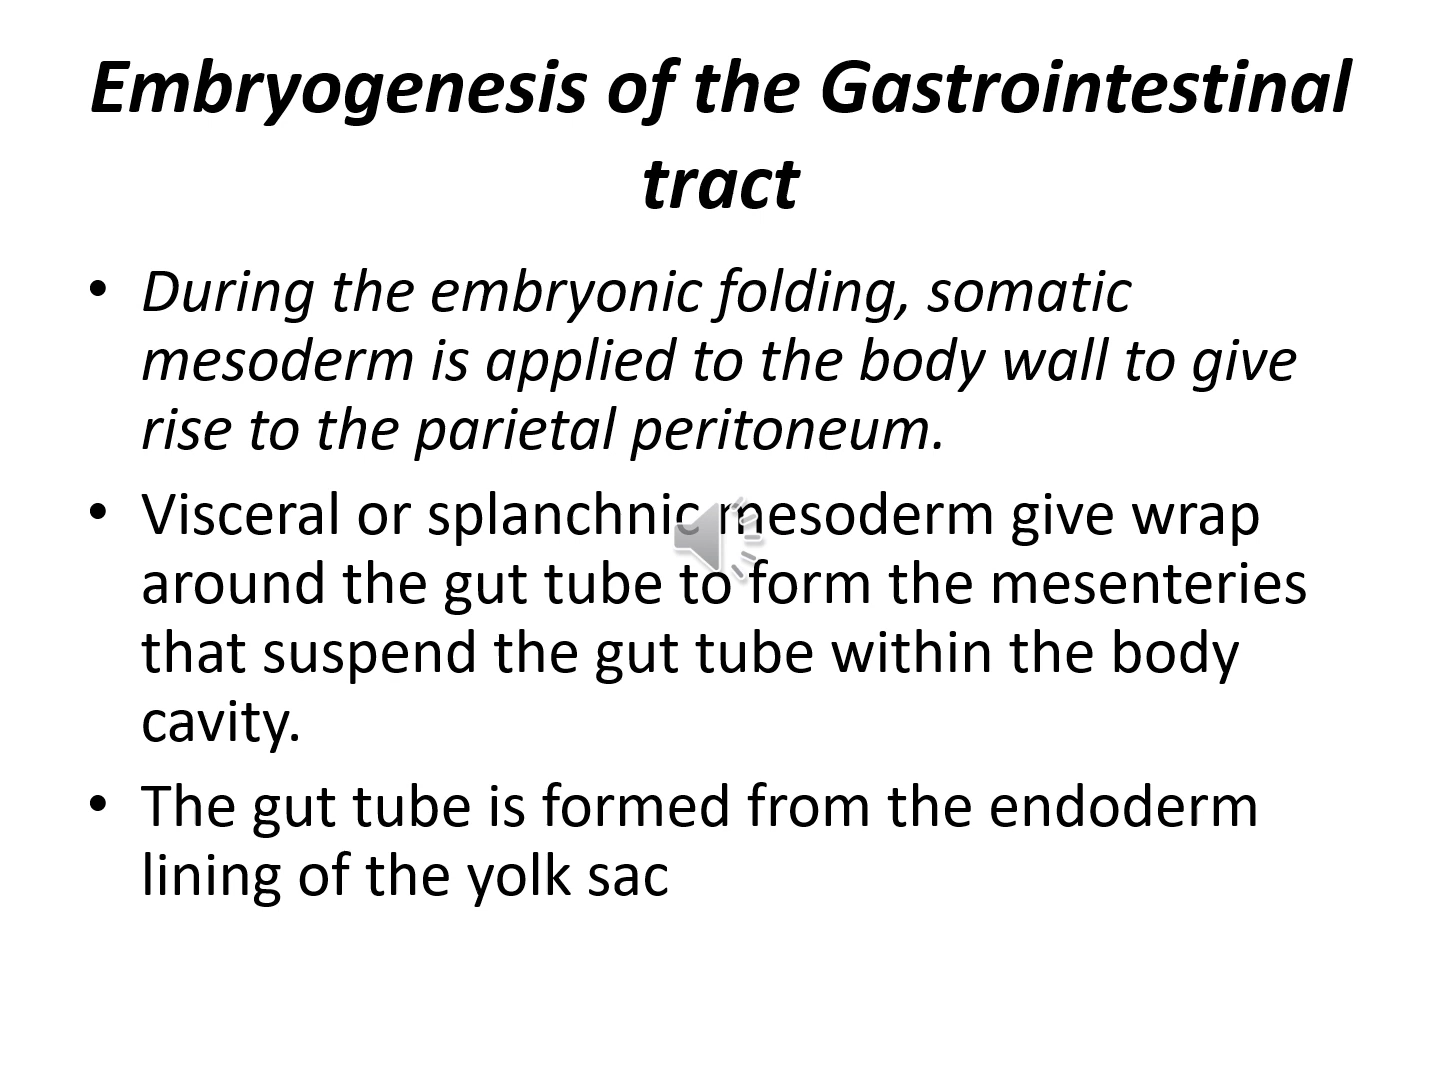 Embryogenesis of the Gastrointestinal
tract
• During the embryonic folding, somatic
mesoderm is applied to the body wall to give
rise to the parietal peritoneum.
• Visceral or splanchnic mesoderm give wrap
around the gut tube to form the mesenteries
that suspend the gut tube within the body
cavity.
• The gut tube is formed from the endoderm
lining of the yolk sac